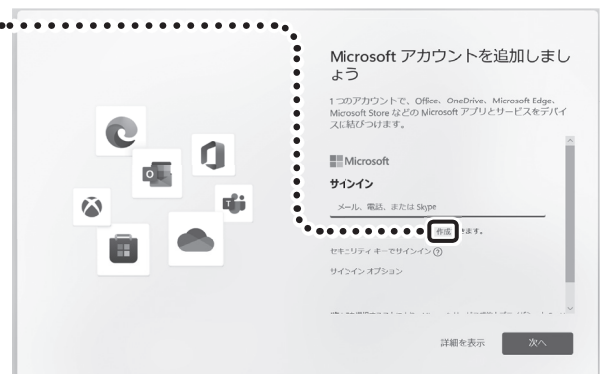 Microsoft アカウントを追加しまし
ょう
1 つのアカウントで、Office、OneDrive、Microsoft Edge、
Microsoft Store などの Microsoft アプリとサービスをデバイ
スに結びつけます。
Microsoft
サインイン
メール、電話、または Skype
作成 きます。
セキュリティ キーでサインイン
サインイン オプション
詳細を表示
次へ